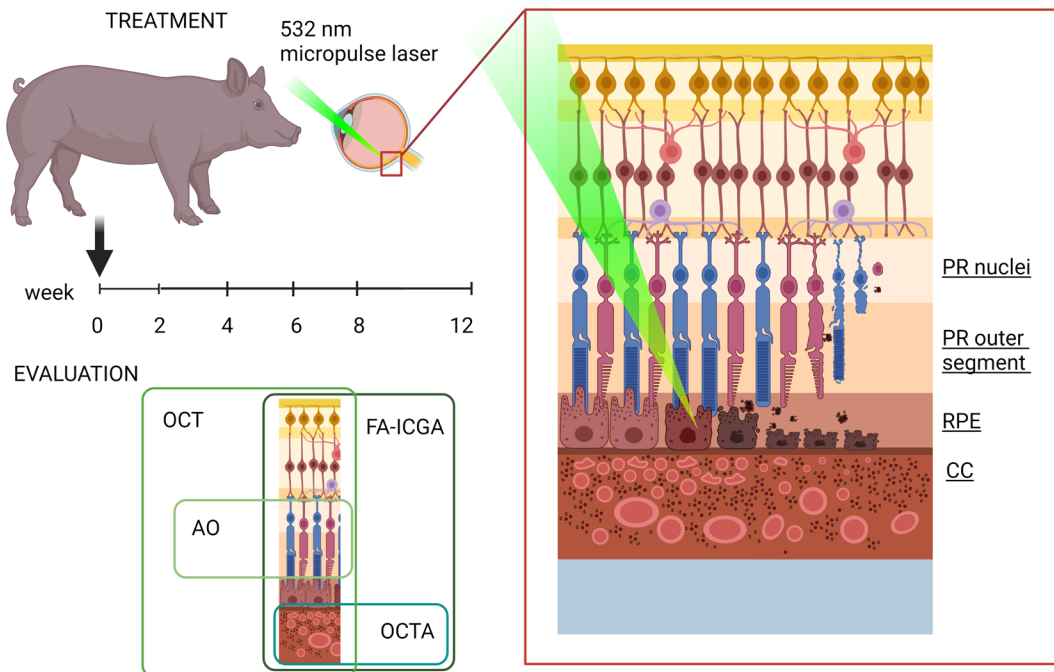 TREATMENT
532 nm
micropulse laser
week
0 2 4 6 8 12
EVALUATION
OCT
FA-ICGA
AO
OCTA
PR nuclei
PR outer
segment
RPE
CC